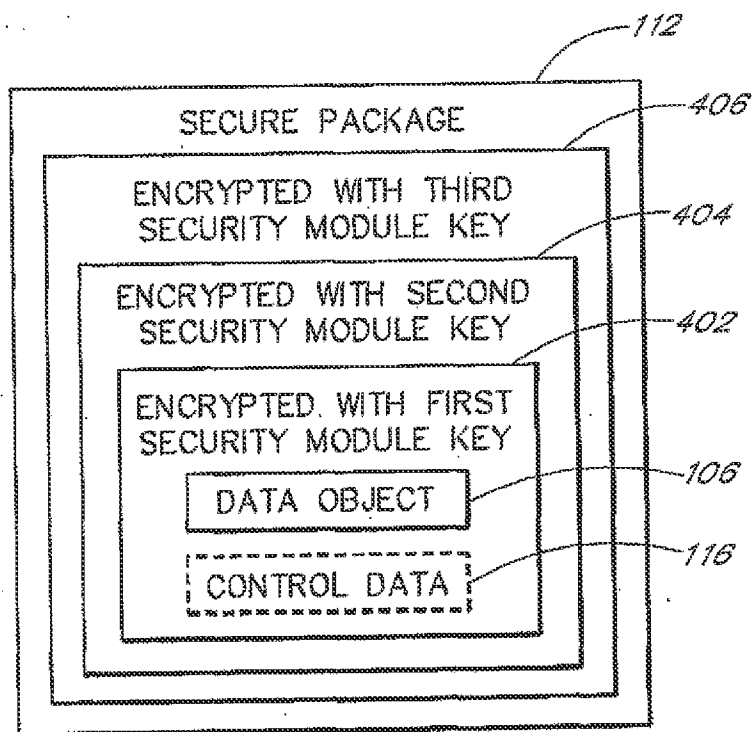 112
SECURE PACKAGE
406
ENCRYPTED WITH THIRD
SECURITY MODULE KEY
404
ENCRYPTED WITH SECOND
SECURITY MODULE KEY
402
ENCRYPTED WITH FIRST
SECURITY MODULE KEY
106
DATA OBJECT
116
CONTROL DATA